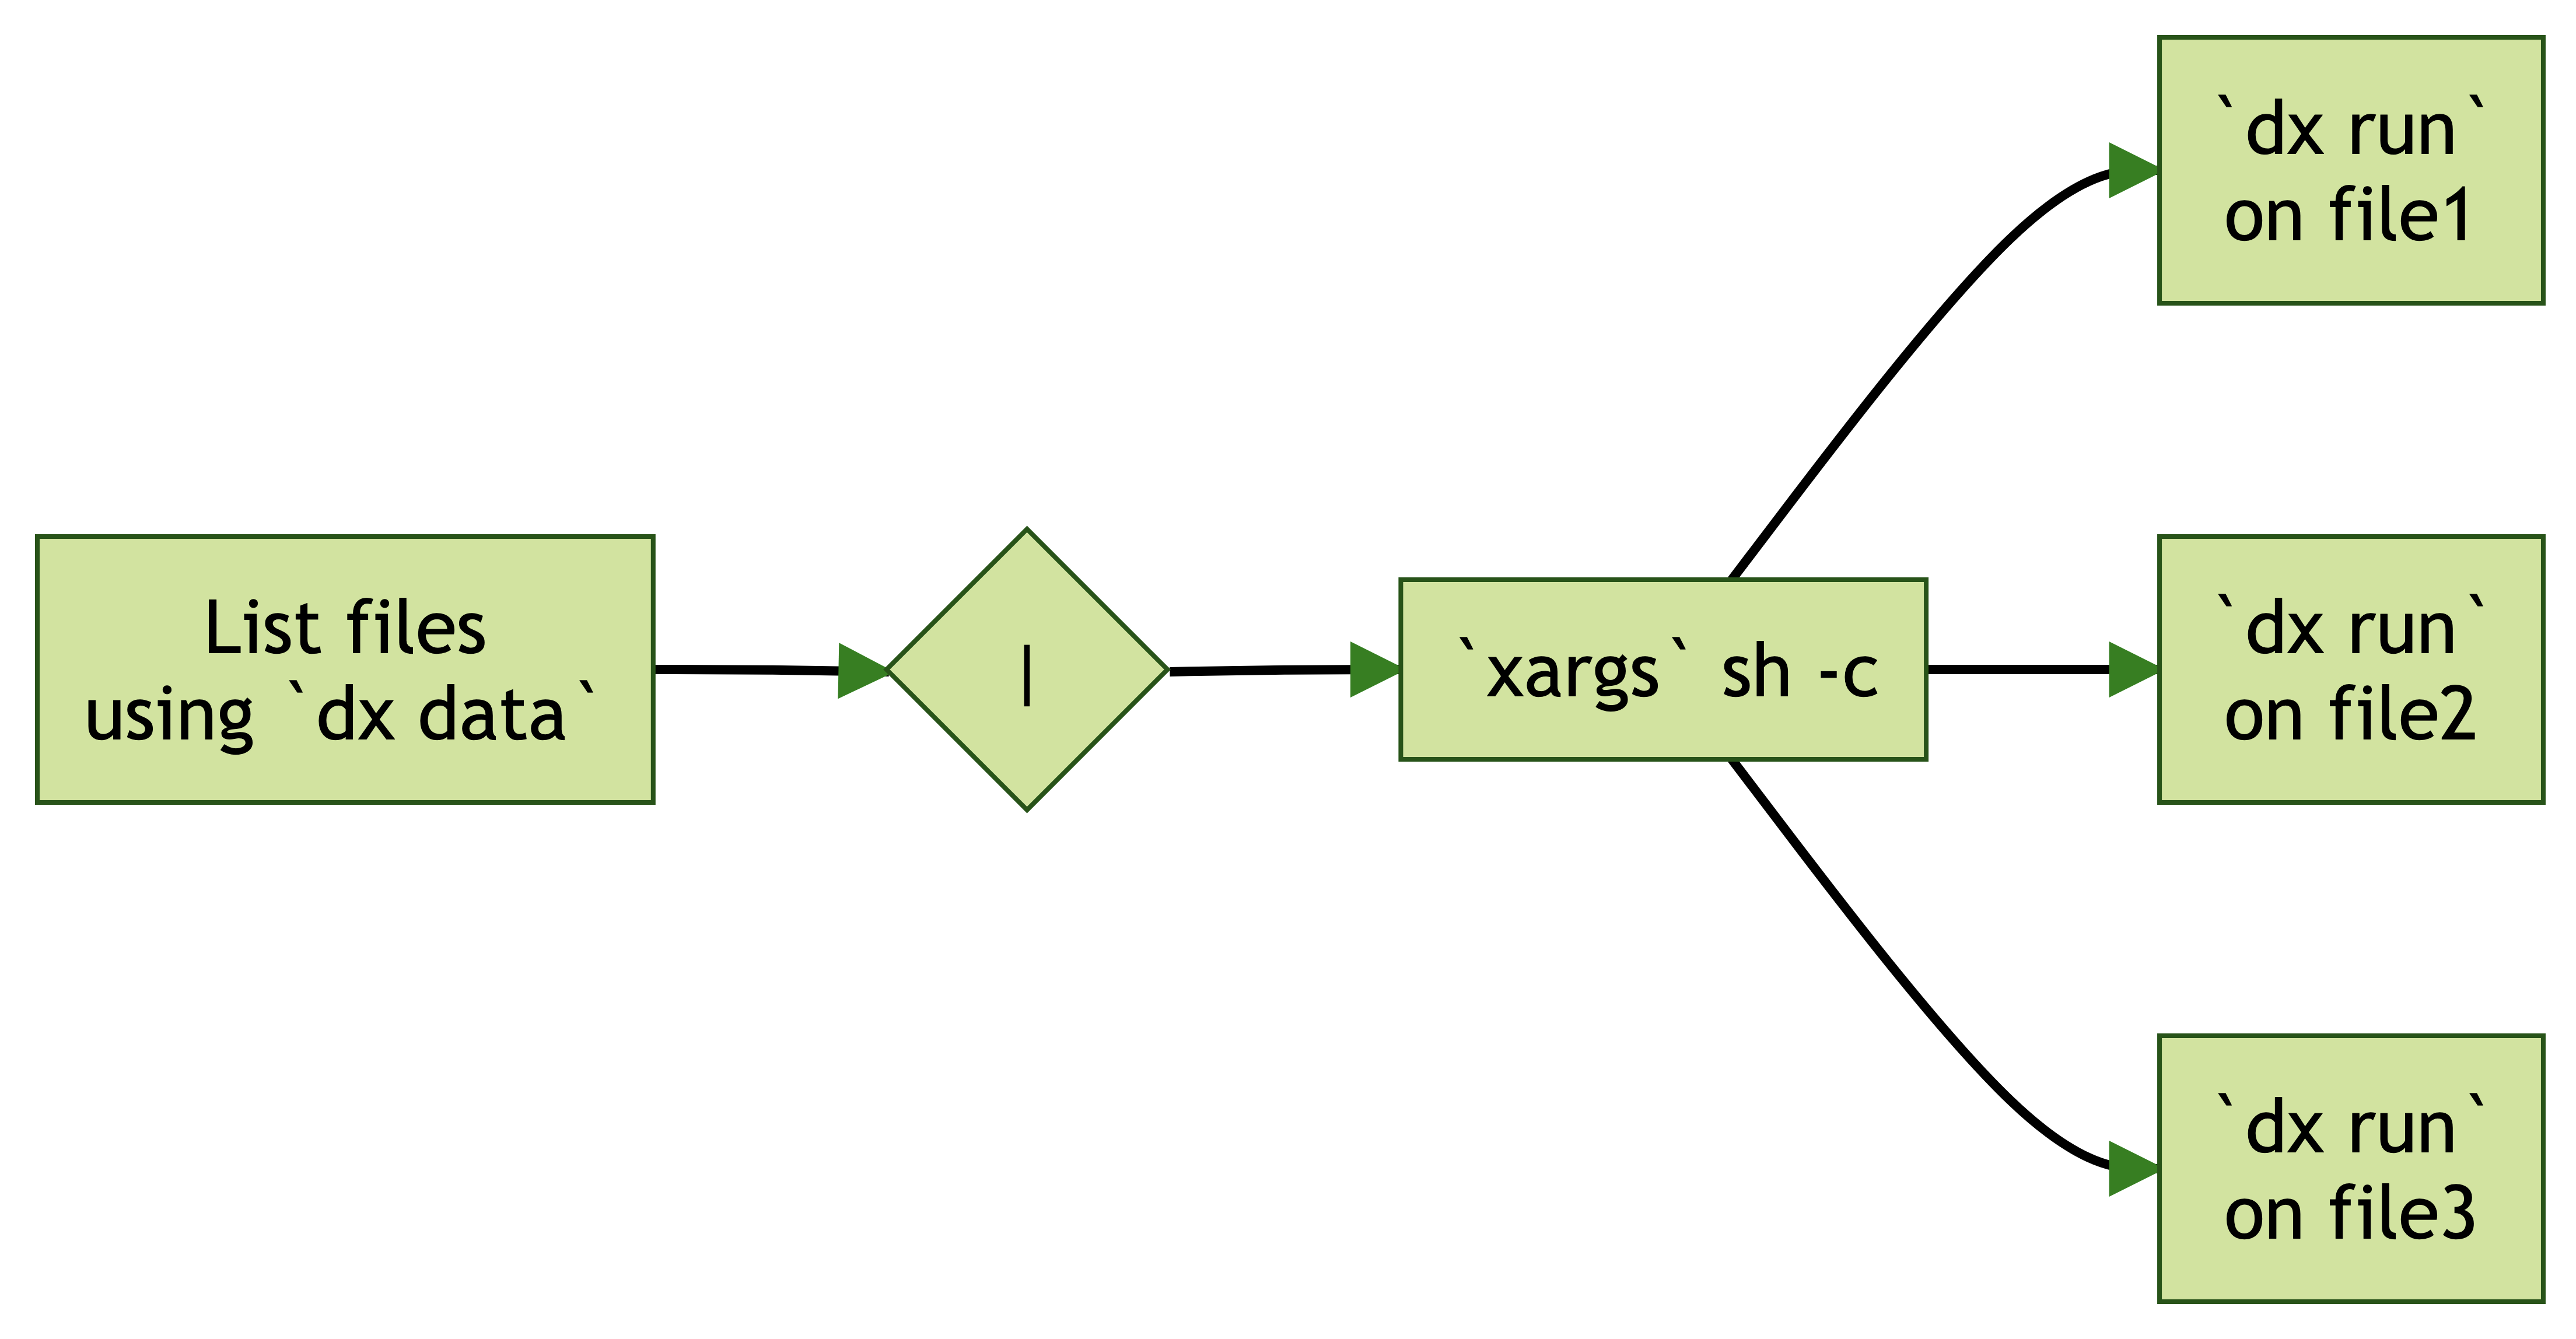 List files
using `dx data`
|
`xargs` sh -c
`dx run`
on file1
`dx run`
on file2
`dx run`
on file3